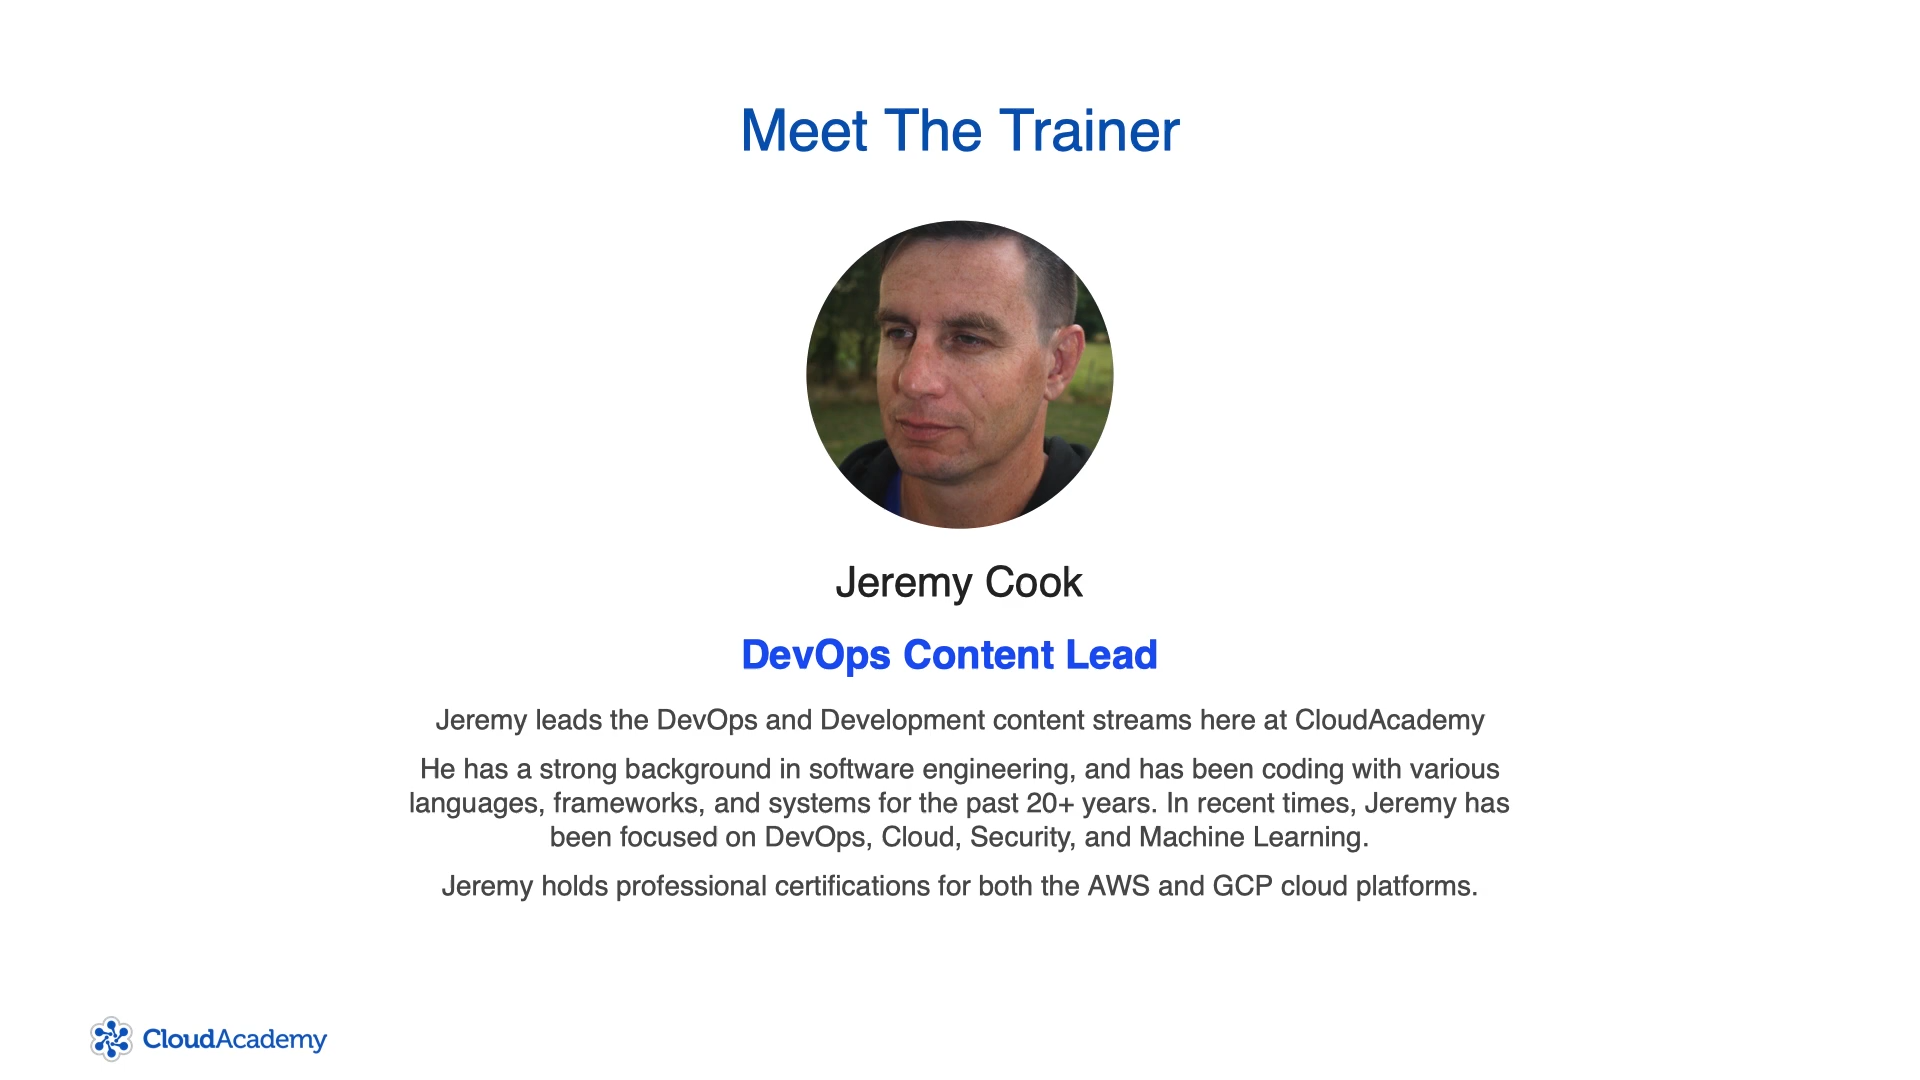 Meet The Trainer
Jeremy Cook
DevOps Content Lead
Jeremy leads the DevOps and Development content streams here at CloudAcademy
He has a strong background in software engineering, and has been coding with various
languages, frameworks, and systems for the past 20+ years. In recent times, Jeremy has
been focused on DevOps, Cloud, Security, and Machine Learning.
Jeremy holds professional certifications for both the AWS and GCP cloud platforms.
CloudAcademy